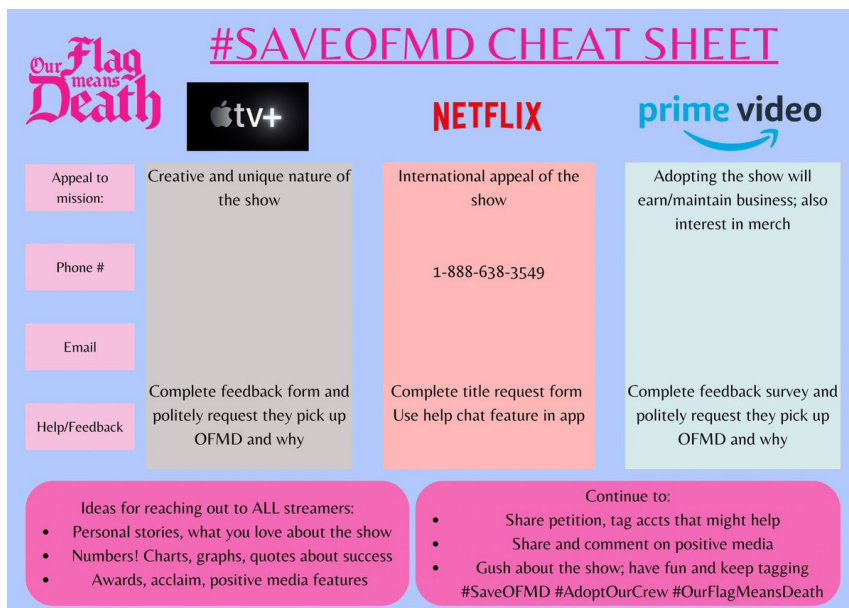 Our Flag
means
Death
#SAVEOFMD CHEAT SHEET
tv+
NETFLIX
prime video
Appeal to
mission:
Creative and unique nature of
the show
International appeal of the
show
Adopting the show will
earn/maintain business; also
interest in merch
Phone #
1-888-638-3549
Email
Help/Feedback
Complete feedback form and
politely request they pick up
OFMD and why
Complete title request form
Use help chat feature in app
Complete feedback survey and
politely request they pick up
OFMD and why
Ideas for reaching out to ALL streamers:
• Personal stories, what you love about the show
• Numbers! Charts, graphs, quotes about success
• Awards, acclaim, positive media features
Continue to:
• Share petition, tag accts that might help
• Share and comment on positive media
• Gush about the show; have fun and keep tagging
#SaveOFMD #AdoptOurCrew #OurFlagMeansDeath